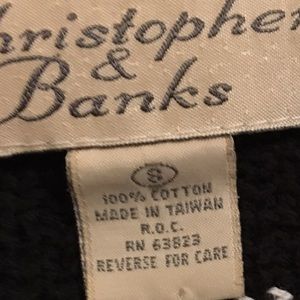 Christopher
&
Banks
S
100% COTTON
MADE IN TAIWAN
R.O.C.
RN 63823
REVERSE FOR CARE